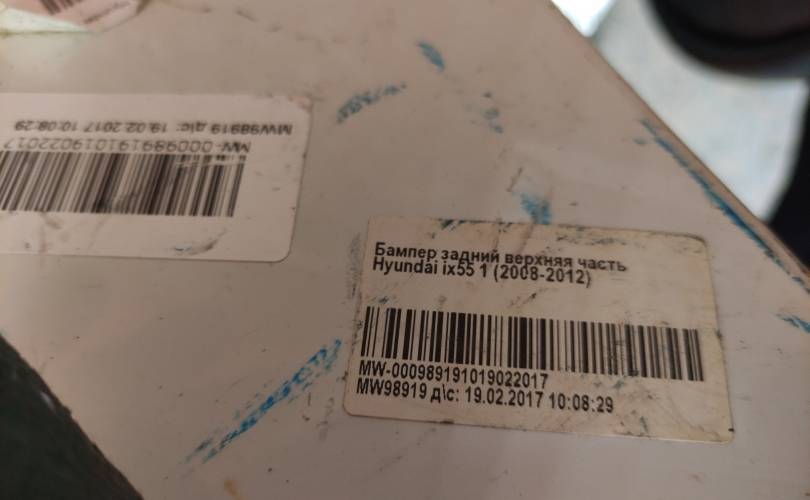 MW98919 д\с: 19.02.2017 10:08:29
MW-000989191019022017
Бампер задний верхняя часть
Hyundai ix55 1 (2008-2012)
MW-000989191019022017
MW98919 д\с: 19.02.2017 10:08:29